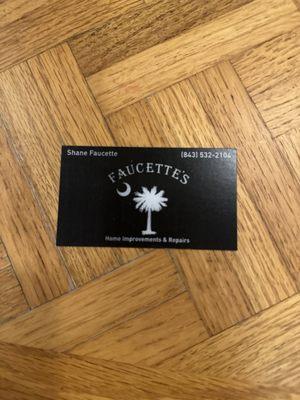 Shane Faucette (843) 532-2104
FAUCETTE'S
Home Improvements & Repairs